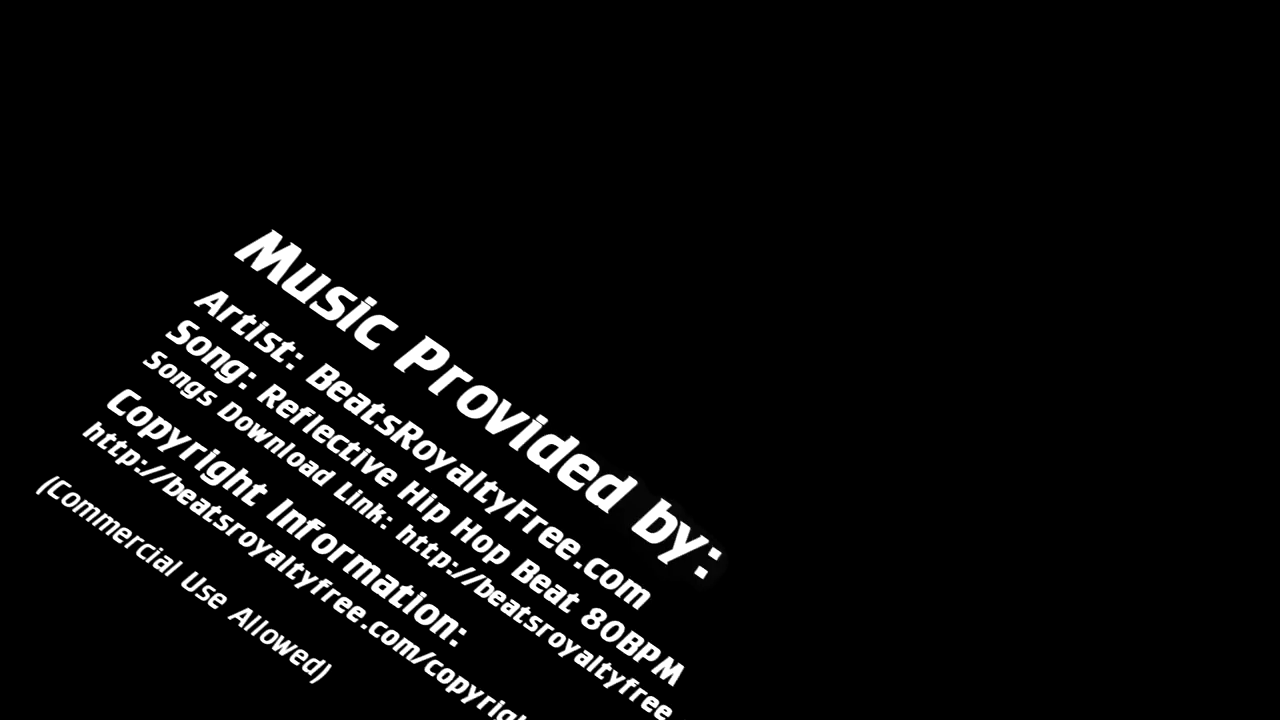 Music Provided by:
Artist: BeatsRoyaltyFree.com
Song: Reflective Hip Hop Beat 80BPM
Songs Download Link: http://beatsroyaltyfree
Copyright Information:
http://beatsroyaltyfree.com/copyrigh
(Commercial Use Allowed)